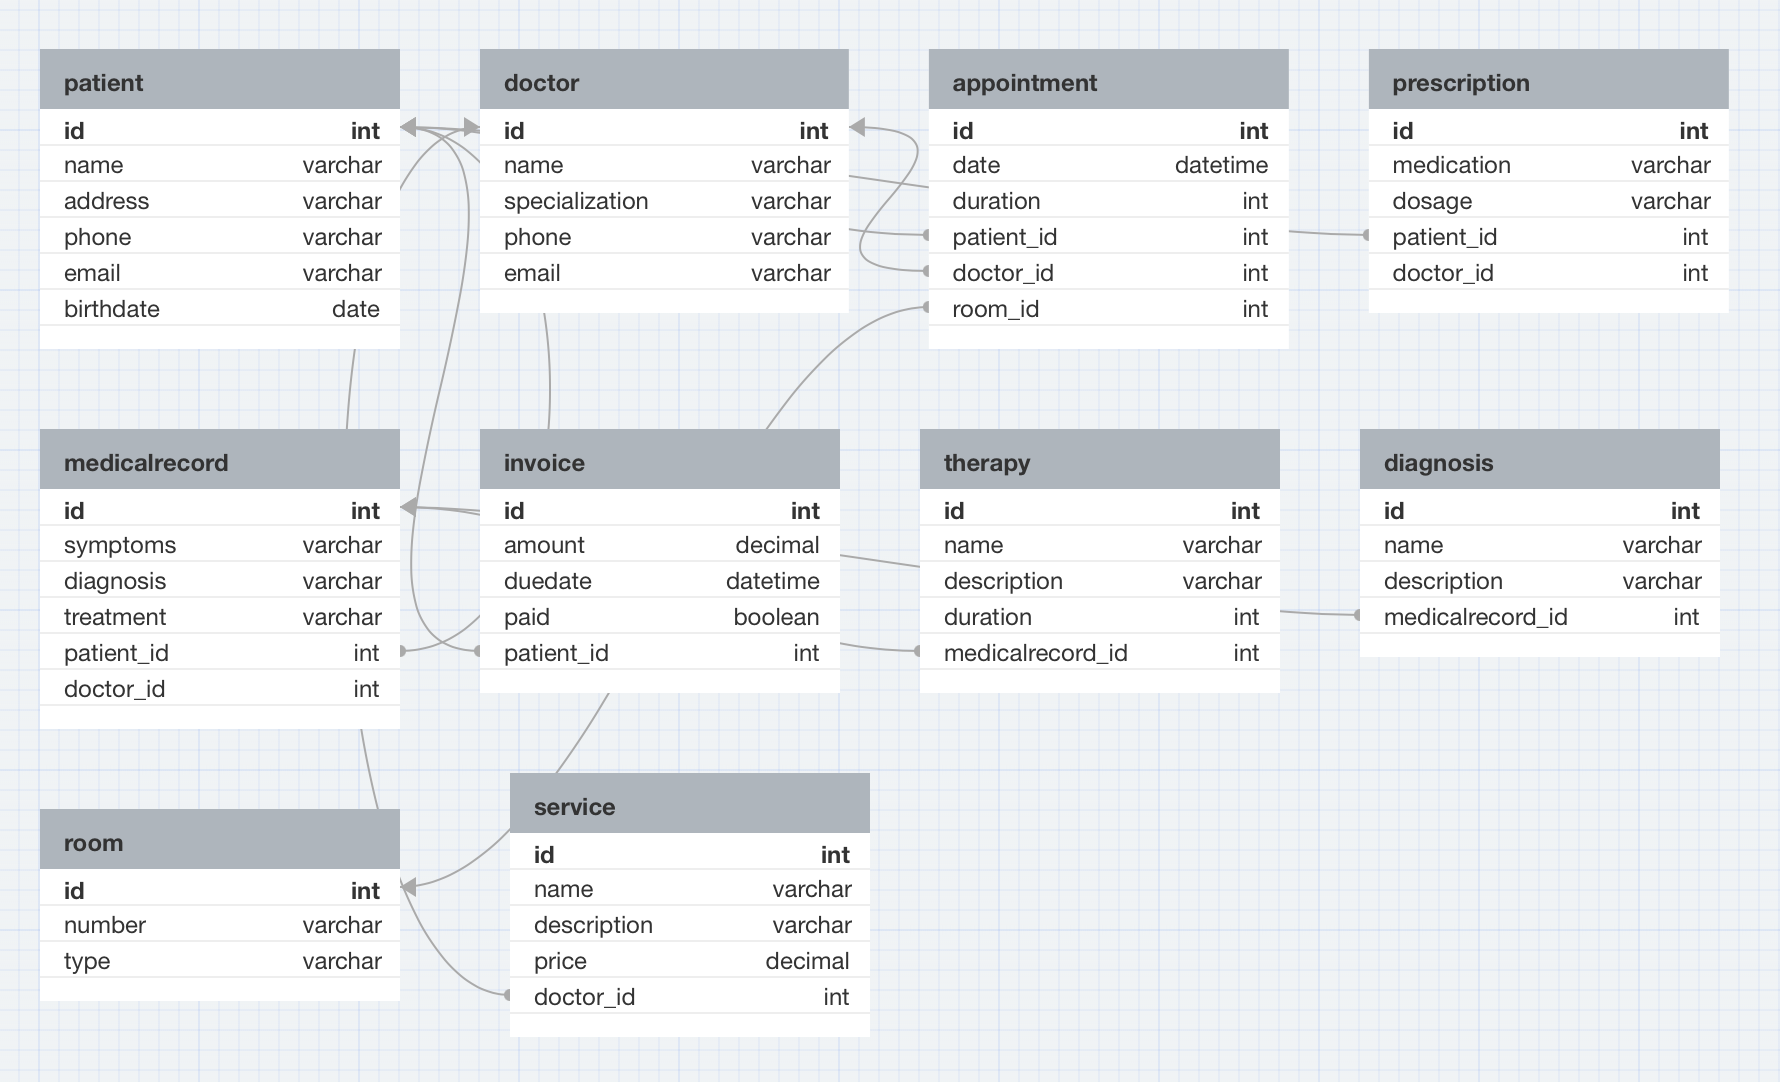 patient
id int
name varchar
address varchar
phone varchar
email varchar
birthdate date
doctor
id int
name varchar
specialization varchar
phone varchar
email varchar
appointment
id int
date datetime
duration int
patient_id int
doctor_id int
room_id int
prescription
id int
medication varchar
dosage varchar
patient_id int
doctor_id int
medicalrecord
id int
symptoms varchar
diagnosis varchar
treatment varchar
patient_id int
doctor_id int
invoice
id int
amount decimal
duedate datetime
paid boolean
patient_id int
therapy
id int
name varchar
description varchar
duration int
medicalrecord_id int
diagnosis
id int
name varchar
description varchar
medicalrecord_id int
room
id int
number varchar
type varchar
service
id int
name varchar
description varchar
price decimal
doctor_id int